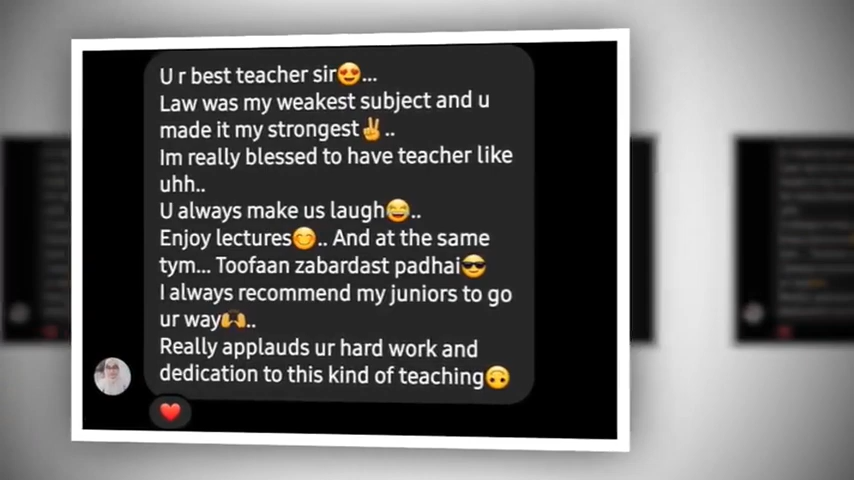 U r best teacher sir😍...
Law was my weakest subject and u
made it my strongest✌️..
Im really blessed to have teacher like
uhh..
U always make us laugh😂..
Enjoy lectures😊.. And at the same
tym... Toofaan zabardast padhai😎
I always recommend my juniors to go
ur way🙌..
Really applauds ur hard work and
dedication to this kind of teaching🙃
❤️